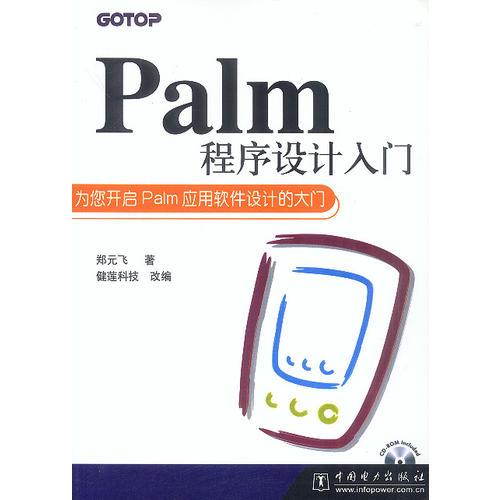 GOTOP
Palm
程序设计入门
为您开启 Palm 应用软件设计的大门
郑元飞 著
健莲科技 改编
CD-ROM Included
中国电力出版社
www.infopower.com.cn